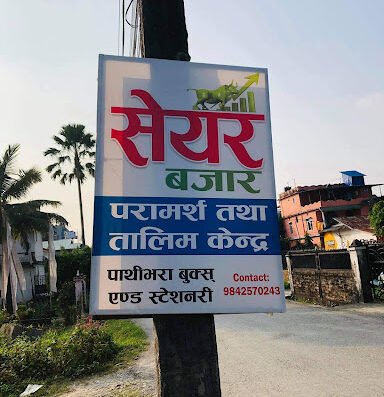 सेयर
बजार
परामर्श तथा
तालिम केन्द्र
पाथीभरा बुक्स्
एण्ड स्टेशनरी
Contact:
9842570243